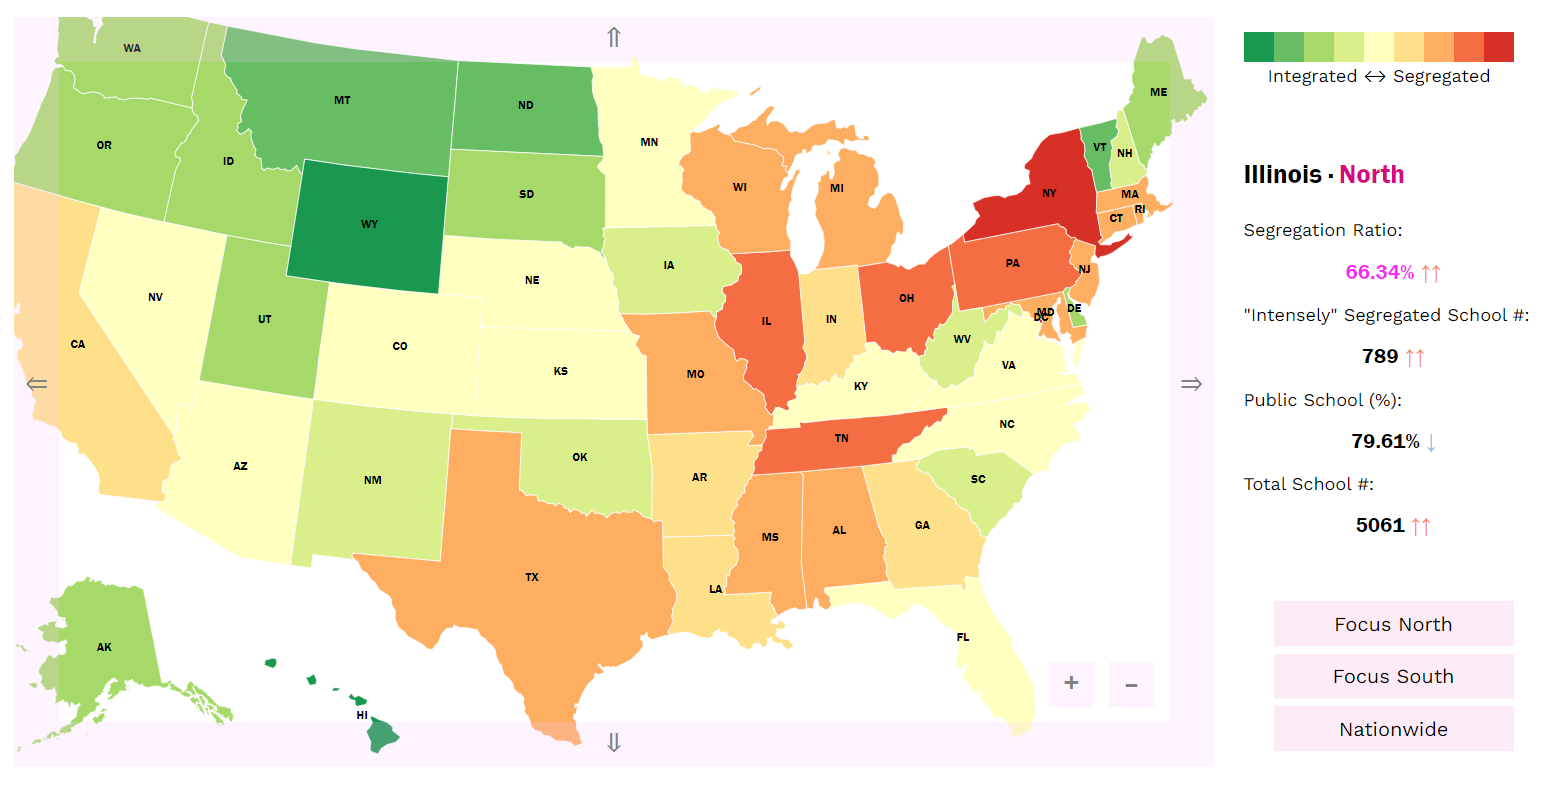 WA
MT
ND
MN
ME
OR
ID
SD
WI
MI
VT
NH
NY
MA
RI
CT
WY
IA
NE
PA
NJ
NV
UT
CO
IL
IN
OH
MD
DC
DE
WV
CA
KS
MO
KY
VA
AZ
NM
OK
AR
TN
NC
SC
TX
LA
MS
AL
GA
FL
AK
HI
⇑
⇐
⇒
⇓
+
–
Integrated ↔ Segregated
Illinois · North
Segregation Ratio:
66.34% ↑↑
"Intensely" Segregated School #:
789 ↑↑
Public School (%):
79.61% ↓
Total School #:
5061 ↑↑
Focus North
Focus South
Nationwide